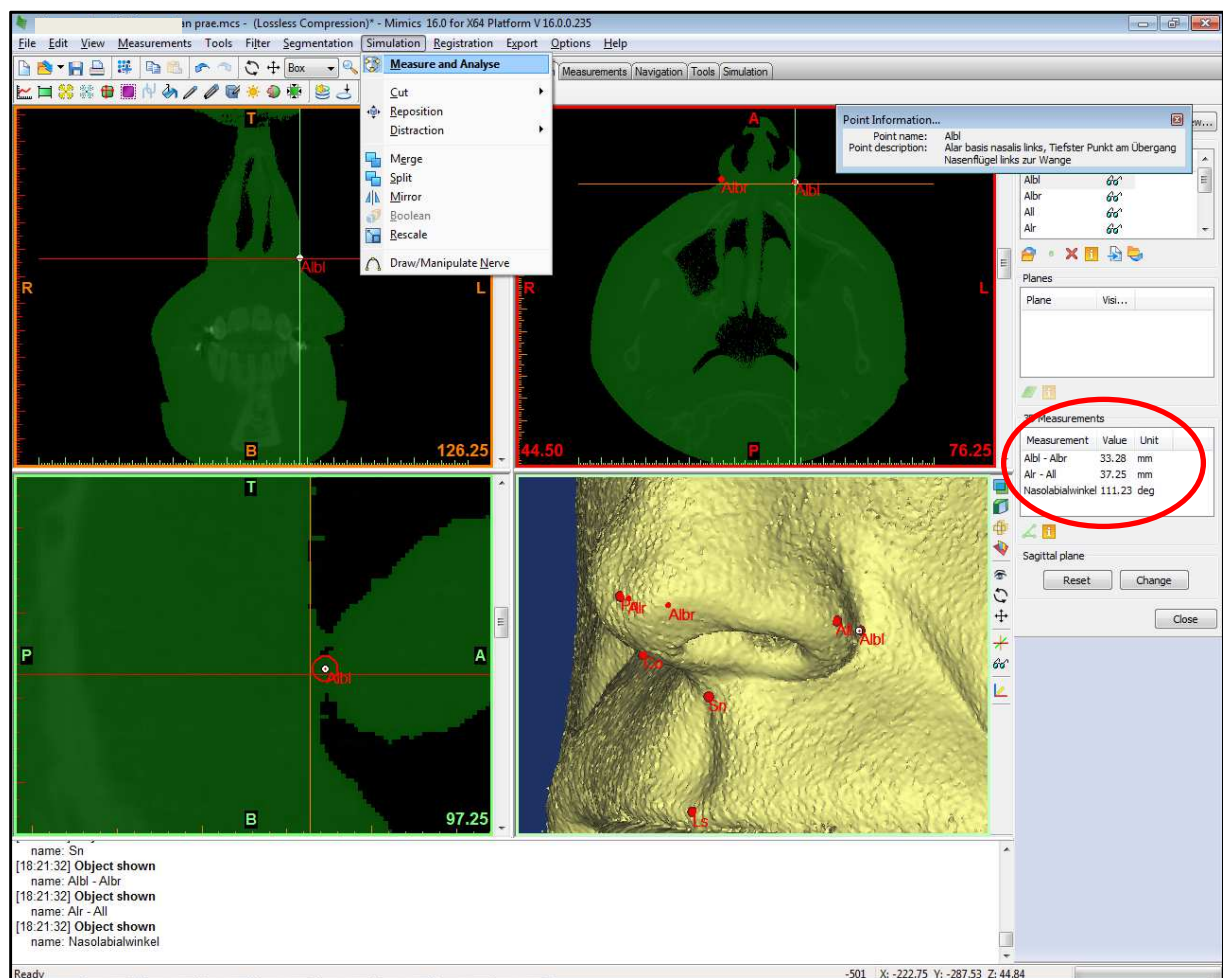 an prae.mcs - (Lossless Compression)* - Mimics 16.0 for X64 Platform V 16.0.0.235
File Edit View Measurements Tools Filter Segmentation Simulation Registration Export Options Help
Box
Measurements Navigation Tools Simulation
Measure and Analyse
Cut
Reposition
Distraction
Merge
Split
Mirror
Boolean
Rescale
Draw/Manipulate Nerve
T
R
L
Albl
B
126.25
A
R
L
Albr
Albl
P
44.50
76.25
Point Information...
Point name: Albl
Point description: Alar basis nasalis links, Tiefster Punkt am Übergang
Nasenflügel links zur Wange
Albl
Albr
All
Alr
Planes
Plane Visi...
3D Measurements
Measurement Value Unit
Albl - Albr 33.28 mm
Alr - All 37.25 mm
Nasolabialwinkel 111.23 deg
Sagittal plane
Reset Change
Close
T
P
A
Albl
B
97.25
Alr
Albr
All
Albl
Sn
Ls
name: Sn
[18:21:32] Object shown
name: Albl - Albr
[18:21:32] Object shown
name: Alr - All
[18:21:32] Object shown
name: Nasolabialwinkel
Ready
-501 X: -222.75 Y: -287.53 Z: 44.84